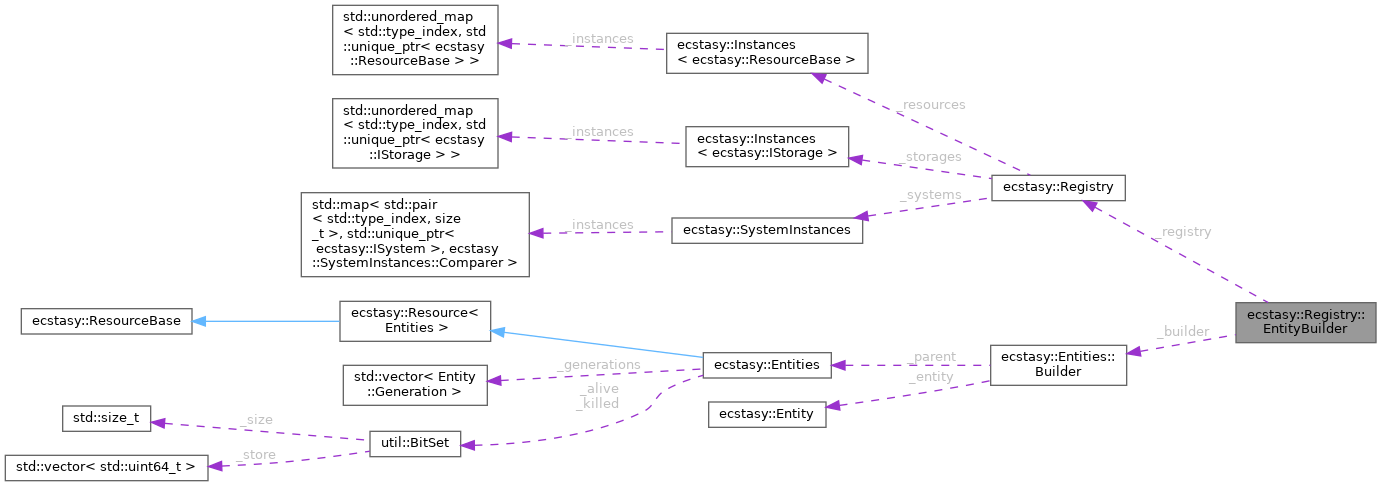 std::unordered_map
< std::type_index, std
::unique_ptr< ecstasy
::ResourceBase > >
_instances
ecstasy::Instances
< ecstasy::ResourceBase >
_resources
std::unordered_map
< std::type_index, std
::unique_ptr< ecstasy
::IStorage > >
_instances
ecstasy::Instances
< ecstasy::IStorage >
_storages
ecstasy::Registry
_systems
std::map< std::pair
< std::type_index, size
_t >, std::unique_ptr<
ecstasy::ISystem >, ecstasy
::SystemInstances::Comparer >
_instances
ecstasy::SystemInstances
_registry
ecstasy::Registry::
EntityBuilder
_builder
ecstasy::ResourceBase
ecstasy::Resource<
Entities >
ecstasy::Entities
_parent
ecstasy::Entities::
Builder
_entity
ecstasy::Entity
_generations
std::vector< Entity
::Generation >
_alive
_killed
std::size_t
_size
util::BitSet
_store
std::vector< std::uint64_t >